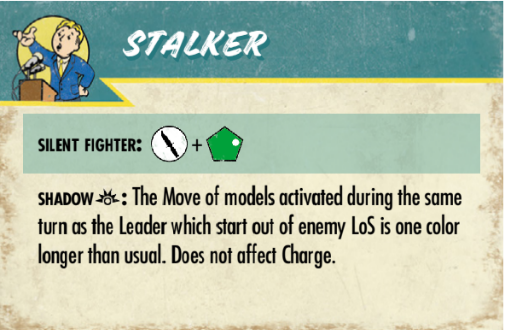 STALKER
SILENT FIGHTER: +
SHADOW : The Move of models activated during the same
turn as the Leader which start out of enemy LoS is one color
longer than usual. Does not affect Charge.